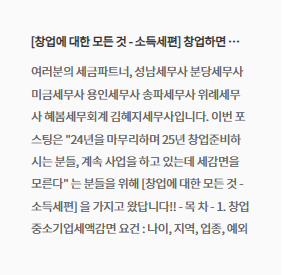 [창업에 대한 모든 것 - 소득세편] 창업하면 …
여러분의 세금파트너, 성남세무사 분당세무사
미금세무사 용인세무사 송파세무사 위례세무
사 혜봄세무회계 김혜지세무사입니다. 이번 포
스팅은 "24년을 마무리하며 25년 창업준비하
시는 분들, 계속 사업을 하고 있는데 세감면을
모른다" 는 분들을 위해 [창업에 대한 모든 것 -
소득세편] 을 가지고 왔답니다!! - 목 차 - 1. 창업
중소기업세액감면 요건 : 나이, 지역, 업종, 예외